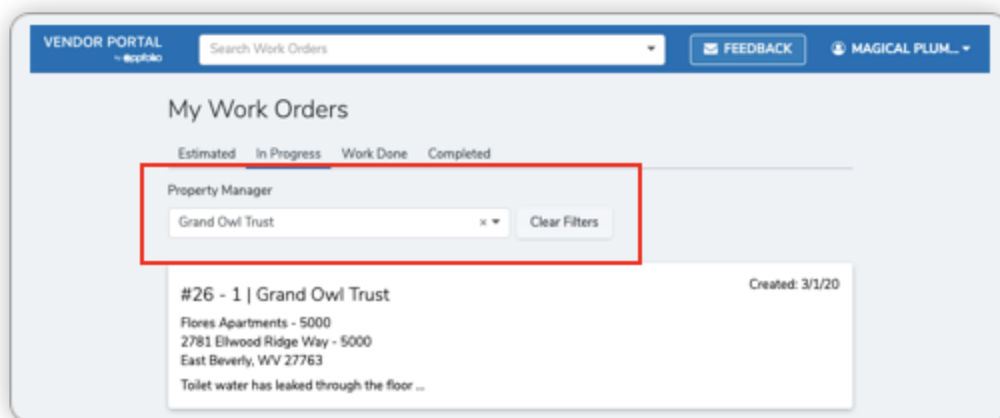 VENDOR PORTAL
by appfolio
Search Work Orders
FEEDBACK
MAGICAL PLUM...
My Work Orders
Estimated In Progress Work Done Completed
Property Manager
Grand Owl Trust × Clear Filters
#26 - 1 | Grand Owl Trust
Created: 3/1/20
Flores Apartments - 5000
2781 Ellwood Ridge Way - 5000
East Beverly, WV 27763
Toilet water has leaked through the floor ...